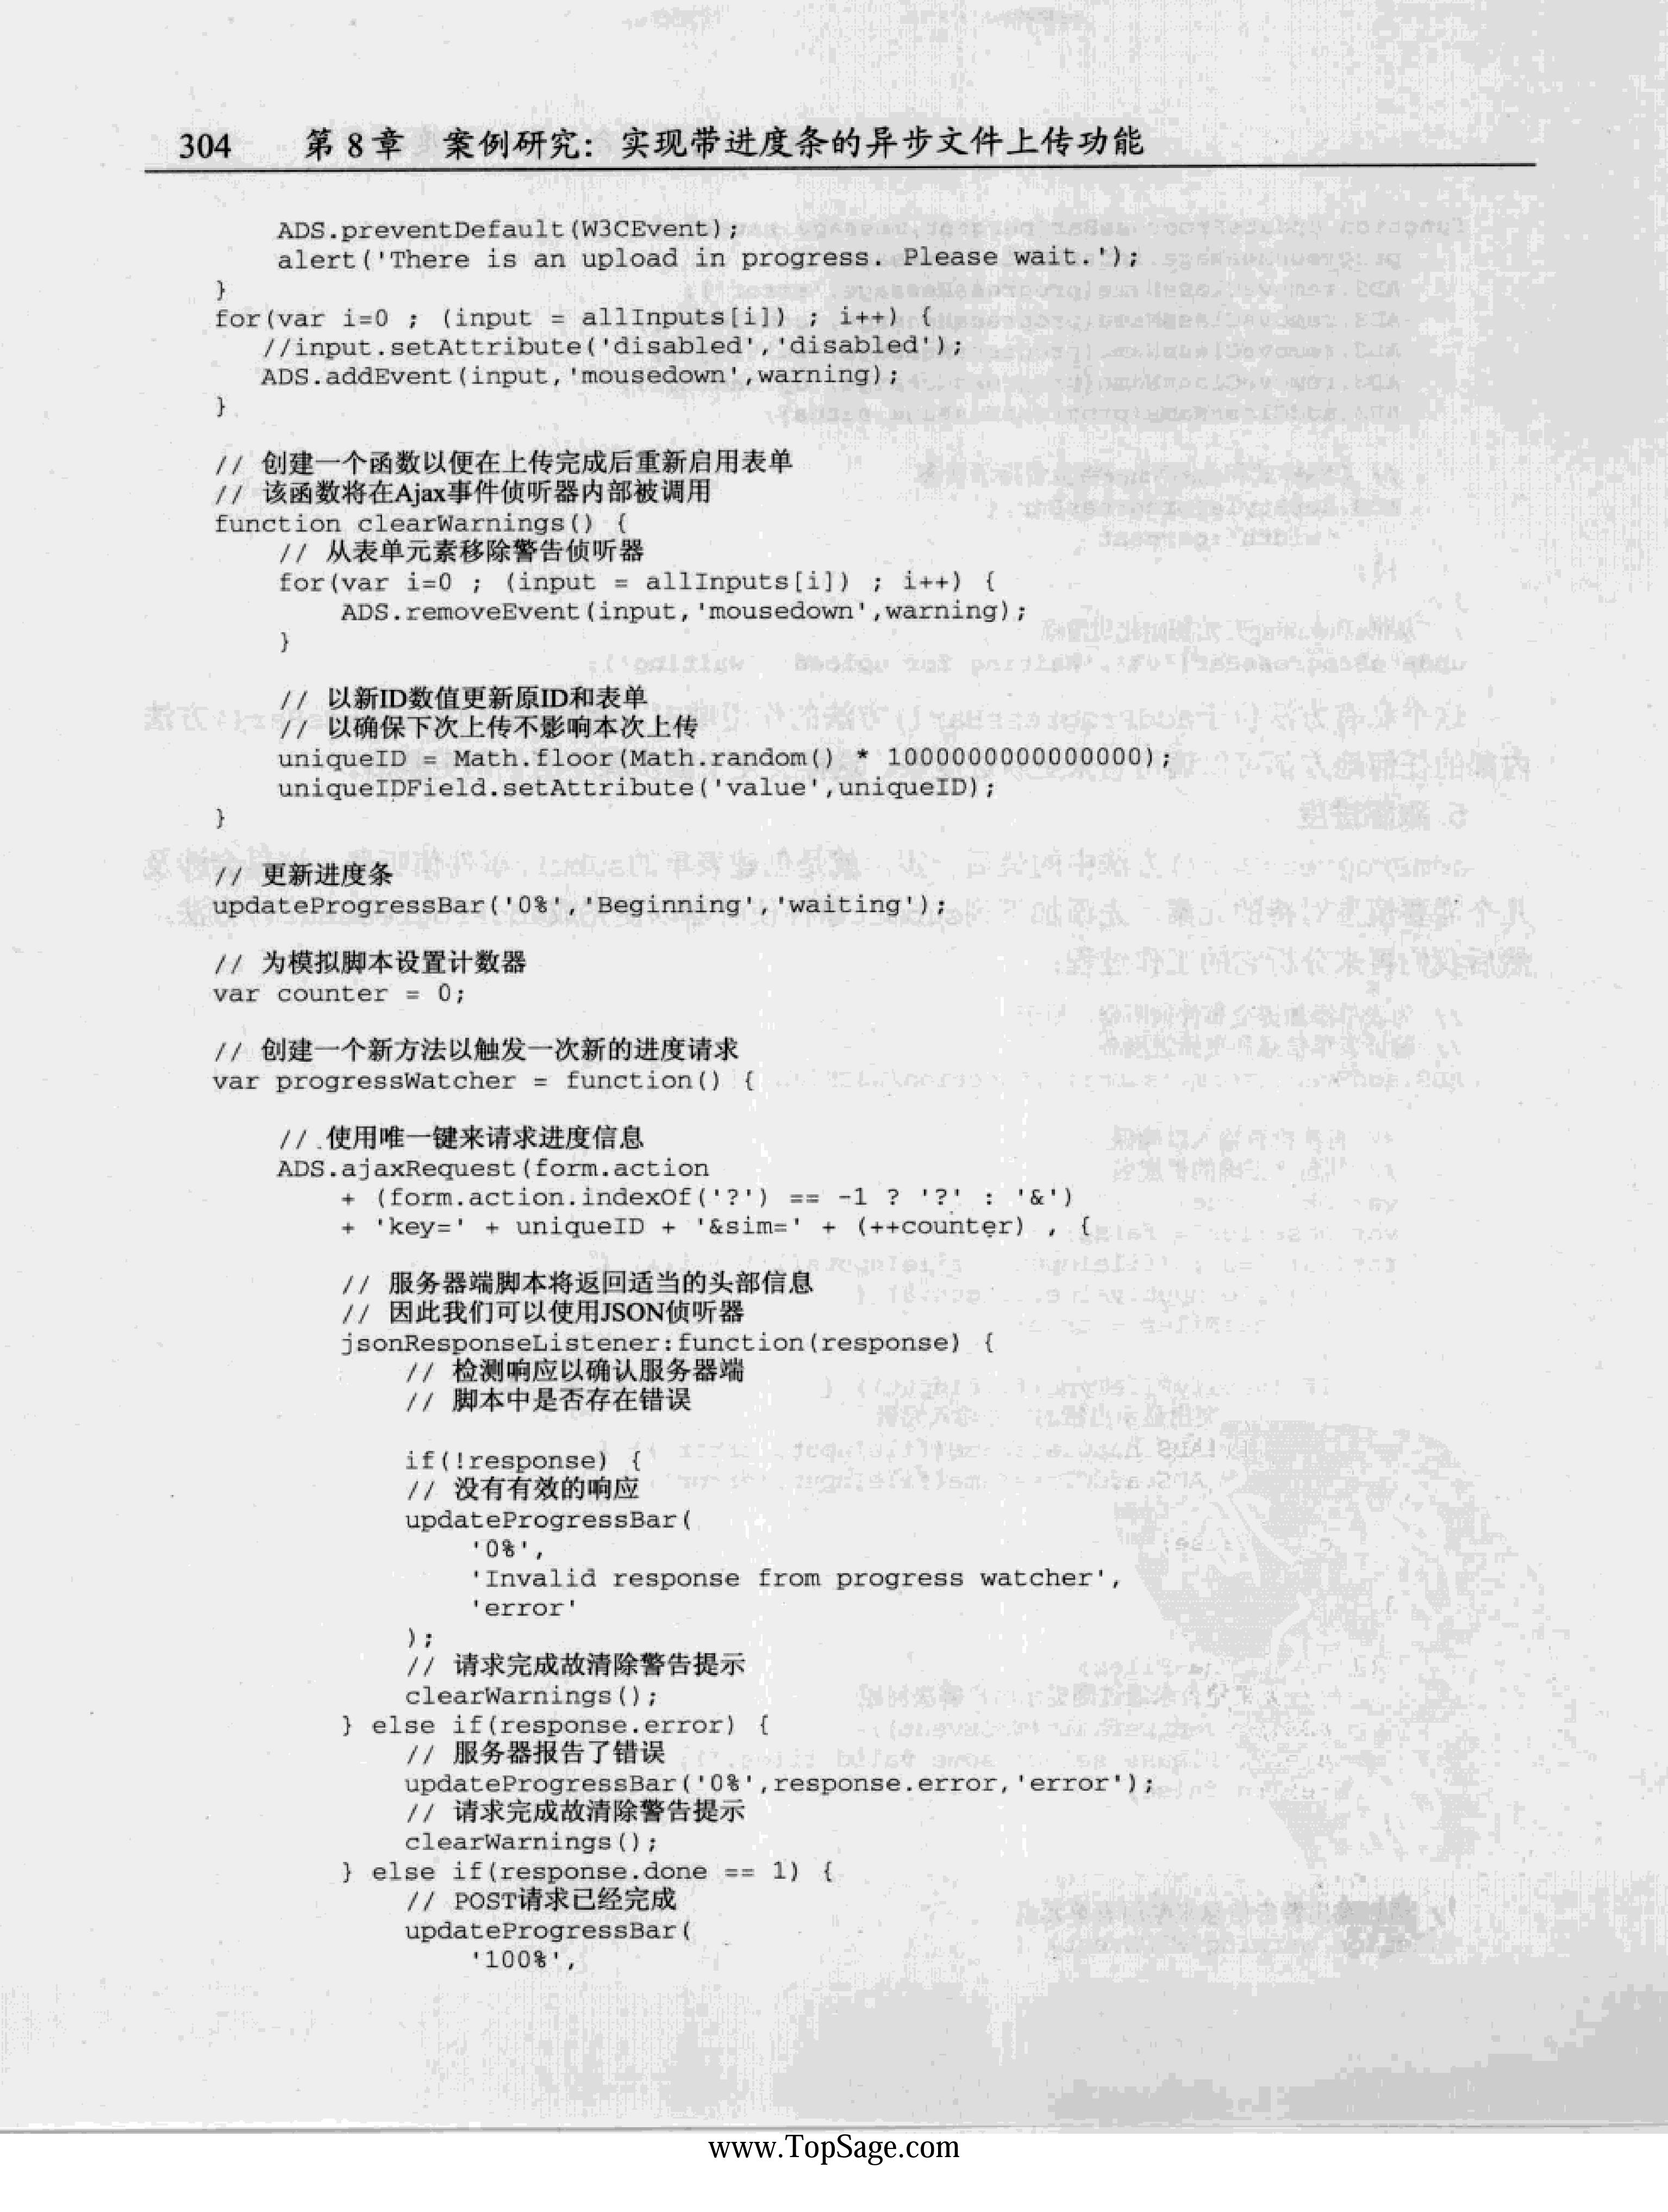 304 第 8 章 案例研究：实现带进度条的异步文件上传功能
ADS.preventDefault(W3CEvent);
alert('There is an upload in progress. Please wait.');
}
for(var i=0 ; (input = allInputs[i]) ; i++) {
//input.setAttribute('disabled','disabled');
ADS.addEvent(input,'mousedown',warning);
}
// 创建一个函数以便在上传完成后重新启用表单
// 该函数将在Ajax事件侦听器内部被调用
function clearWarnings() {
// 从表单元素移除警告侦听器
for(var i=0 ; (input = allInputs[i]) ; i++) {
ADS.removeEvent(input,'mousedown',warning);
}
// 以新ID数值更新原ID和表单
// 以确保下次上传不影响本次上传
uniqueID = Math.floor(Math.random() * 1000000000000000);
uniqueIDField.setAttribute('value',uniqueID);
}
// 更新进度条
updateProgressBar('0%','Beginning','waiting');
// 为模拟脚本设置计数器
var counter = 0;
// 创建一个新方法以触发一次新的进度请求
var progressWatcher = function() {
// 使用唯一键来请求进度信息
ADS.ajaxRequest(form.action
+ (form.action.indexOf('?') == -1 ? '?' : '&')
+ 'key=' + uniqueID + '&sim=' + (++counter) , {
// 服务器端脚本将返回适当的头部信息
// 因此我们可以使用JSON侦听器
jsonResponseListener:function(response) {
// 检测响应以确认服务器端
// 脚本中是否存在错误
if(!response) {
// 没有有效的响应
updateProgressBar(
'0%',
'Invalid response from progress watcher',
'error'
);
// 请求完成故清除警告提示
clearWarnings();
} else if(response.error) {
// 服务器报告了错误
updateProgressBar('0%',response.error,'error');
// 请求完成故清除警告提示
clearWarnings();
} else if(response.done == 1) {
// POST请求已经完成
updateProgressBar(
'100%',
www.TopSage.com